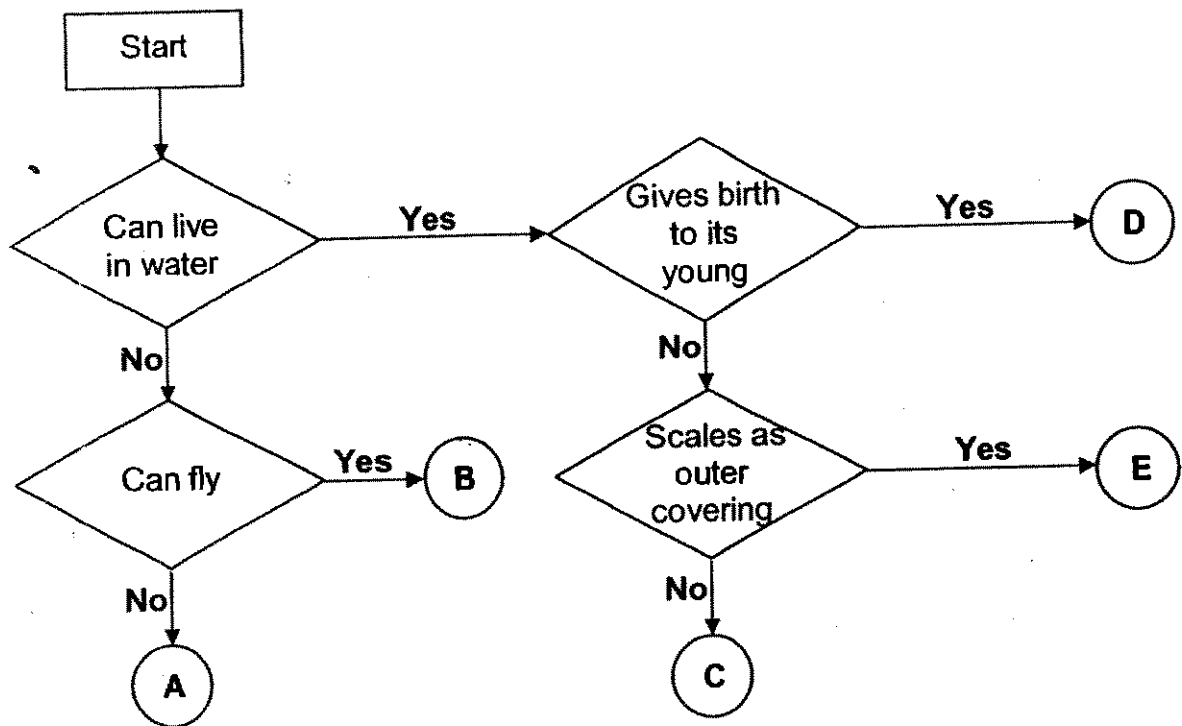 Start
Can live
in water
Yes
Gives birth
to its
young
Yes
D
No
No
Can fly
Yes
B
Scales as
outer
covering
Yes
E
No
A
No
C